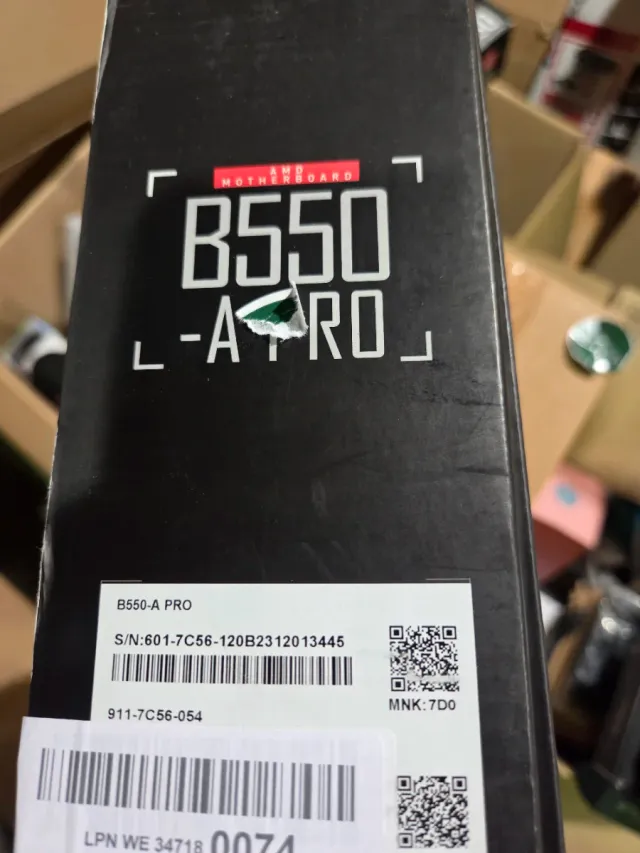 AMD
MOTHERBOARD
B550
-A PRO
B550-A PRO
S/N:601-7C56-120B2312013445
MNK:7D0
911-7C56-054
LPN WE 34718 0074